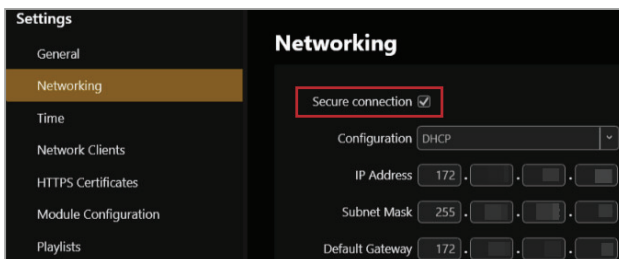 Settings
General
Networking
Time
Network Clients
HTTPS Certificates
Module Configuration
Playlists
Networking
Secure connection
Configuration DHCP
IP Address 172 . . .
Subnet Mask 255 . . .
Default Gateway 172 . . .